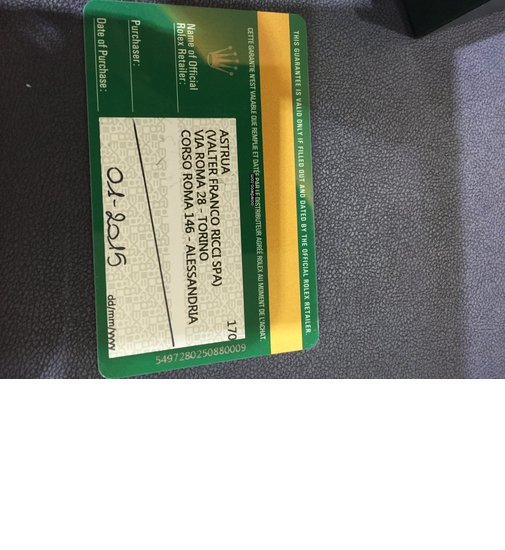 THIS GUARANTEE IS VALID ONLY IF FILLED OUT AND DATED BY THE OFFICIAL ROLEX RETAILER.
CETTE GARANTIE N'EST VALABLE QUE REMPLIE ET DATÉE PAR LE DISTRIBUTEUR AGRÉÉ ROLEX AU MOMENT DE L'ACHAT.
170
Name of Official
Rolex Retailer:
ASTRUA
(VALTER FRANCO RICCI SPA)
VIA ROMA 28 - TORINO
CORSO ROMA 146 - ALESSANDRIA
Purchaser:
Date of Purchase:
01-2015
dd/mm/yyyy
5497280250880009